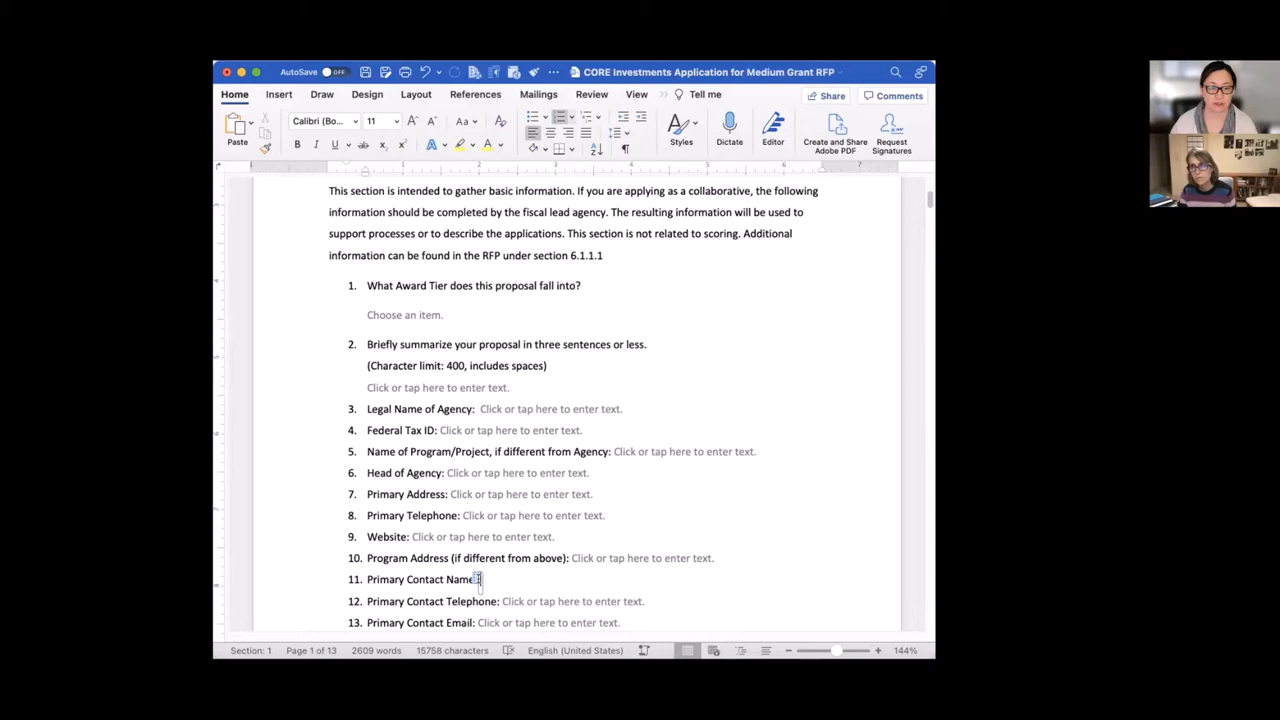 AutoSave OFF CORE Investments Application for Medium Grant RFP
Home Insert Draw Design Layout References Mailings Review View >> Tell me Share Comments
Calibri (Bo... 11 Aa
Paste B I U ab x₂ x² A A Styles Dictate Editor Create and Share Adobe PDF Request Signatures
1 2 3 4 5 6 7
This section is intended to gather basic information. If you are applying as a collaborative, the following
information should be completed by the fiscal lead agency. The resulting information will be used to
support processes or to describe the applications. This section is not related to scoring. Additional
information can be found in the RFP under section 6.1.1.1
1. What Award Tier does this proposal fall into?
Choose an item.
2. Briefly summarize your proposal in three sentences or less.
(Character limit: 400, includes spaces)
Click or tap here to enter text.
3. Legal Name of Agency: Click or tap here to enter text.
4. Federal Tax ID: Click or tap here to enter text.
5. Name of Program/Project, if different from Agency: Click or tap here to enter text.
6. Head of Agency: Click or tap here to enter text.
7. Primary Address: Click or tap here to enter text.
8. Primary Telephone: Click or tap here to enter text.
9. Website: Click or tap here to enter text.
10. Program Address (if different from above): Click or tap here to enter text.
11. Primary Contact Name
12. Primary Contact Telephone: Click or tap here to enter text.
13. Primary Contact Email: Click or tap here to enter text.
Section: 1 Page 1 of 13 2609 words 15758 characters English (United States) 144%